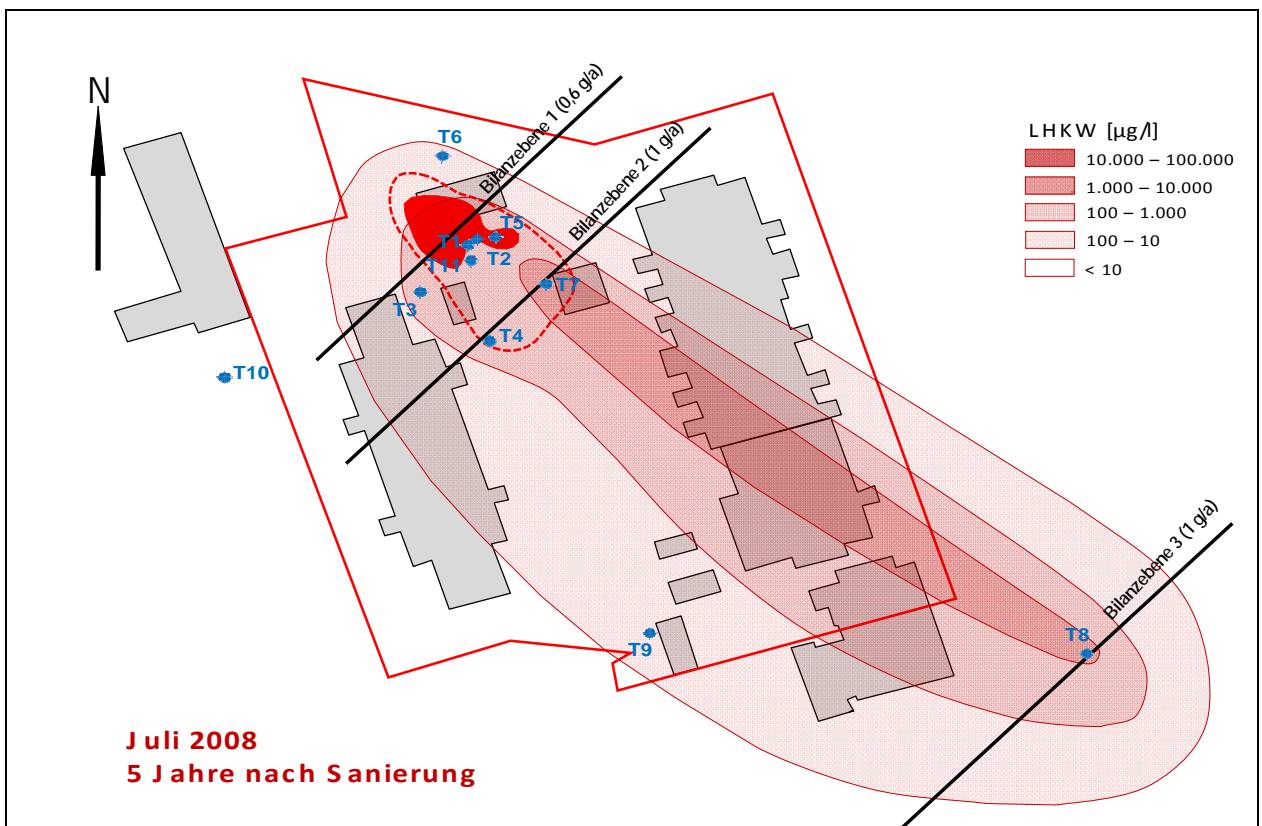 N
T6
Bilanzebene 1 (0,6 g/a)
Bilanzebene 2 (1 g/a)
LHKW [µg/l]
10.000 – 100.000
1.000 – 10.000
100 – 1.000
100 – 10
< 10
T5
T1
T2
T11
T7
T3
T4
T10
Bilanzebene 3 (1 g/a)
T8
T9
Juli 2008
5 Jahre nach Sanierung